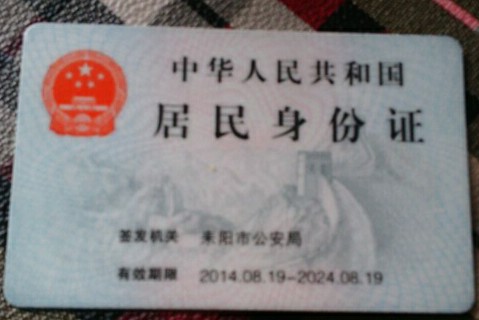 中华人民共和国
居民身份证
签发机关 耒阳市公安局
有效期限 2014.08.19-2024.08.19